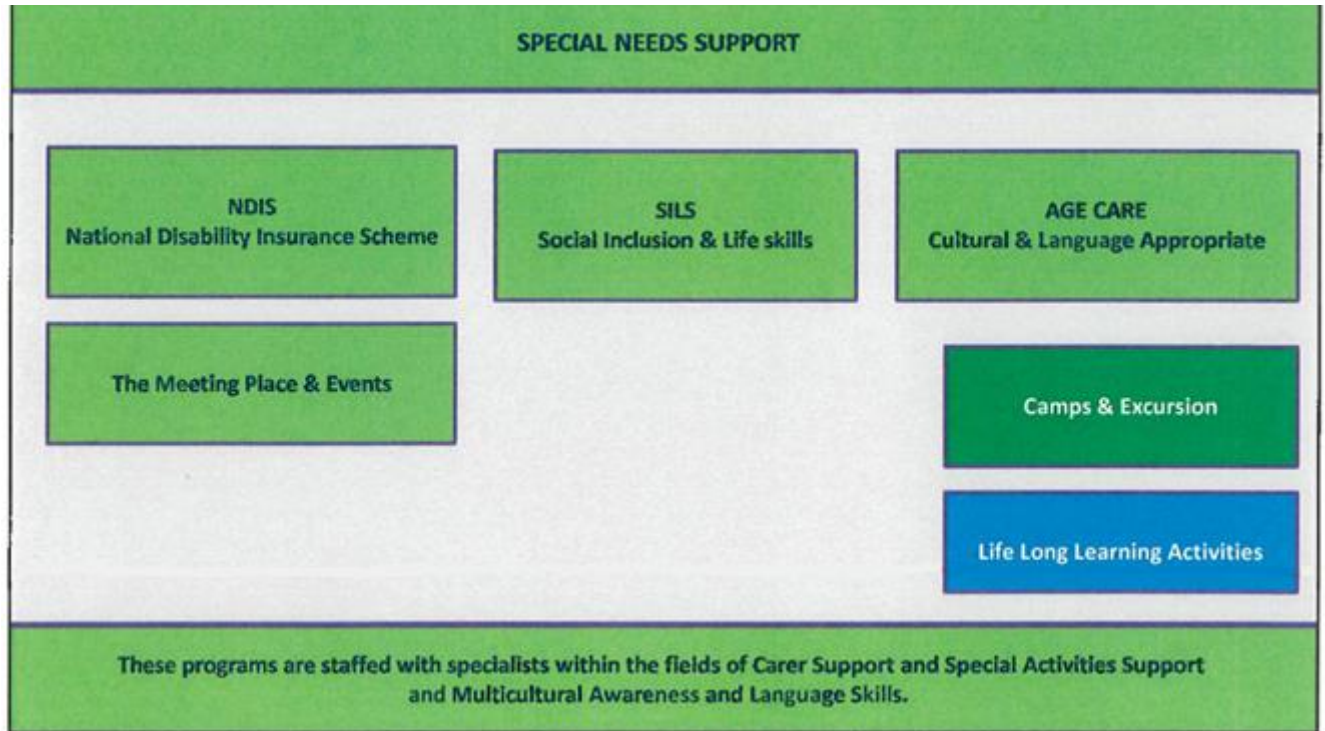 SPECIAL NEEDS SUPPORT
NDIS
National Disability Insurance Scheme
SILS
Social Inclusion & Life skills
AGE CARE
Cultural & Language Appropriate
The Meeting Place & Events
Camps & Excursion
Life Long Learning Activities
These programs are staffed with specialists within the fields of Carer Support and Special Activities Support
and Multicultural Awareness and Language Skills.